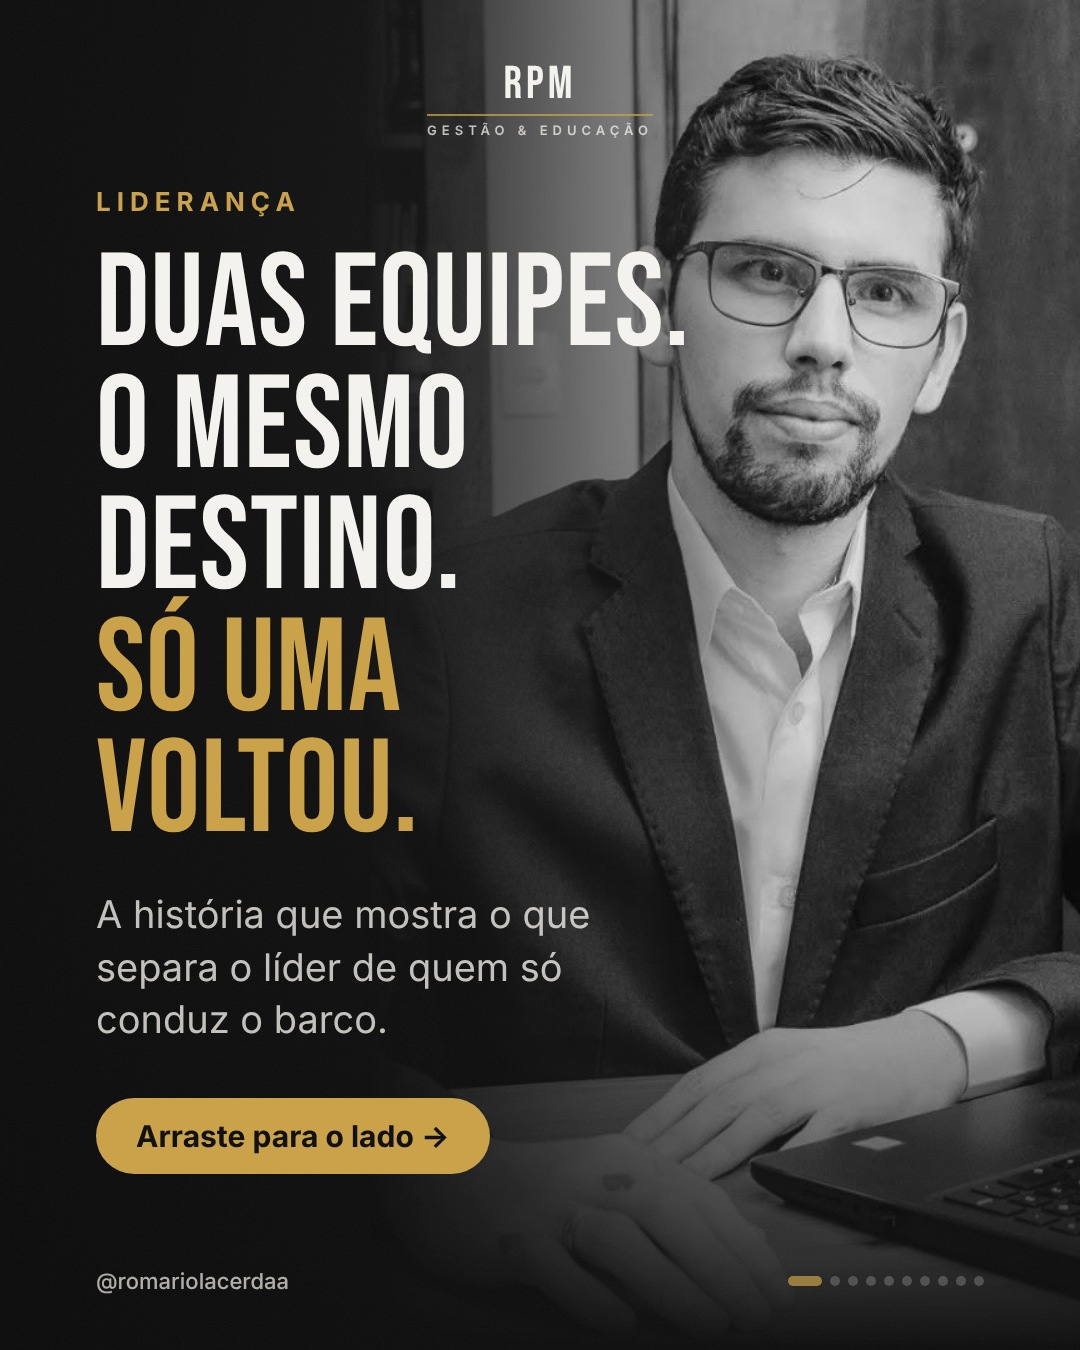 RPM
GESTÃO & EDUCAÇÃO
LIDERANÇA
DUAS EQUIPES.
O MESMO
DESTINO.
SÓ UMA
VOLTOU.
A história que mostra o que
separa o líder de quem só
conduz o barco.
Arraste para o lado →
@romariolacerdaa